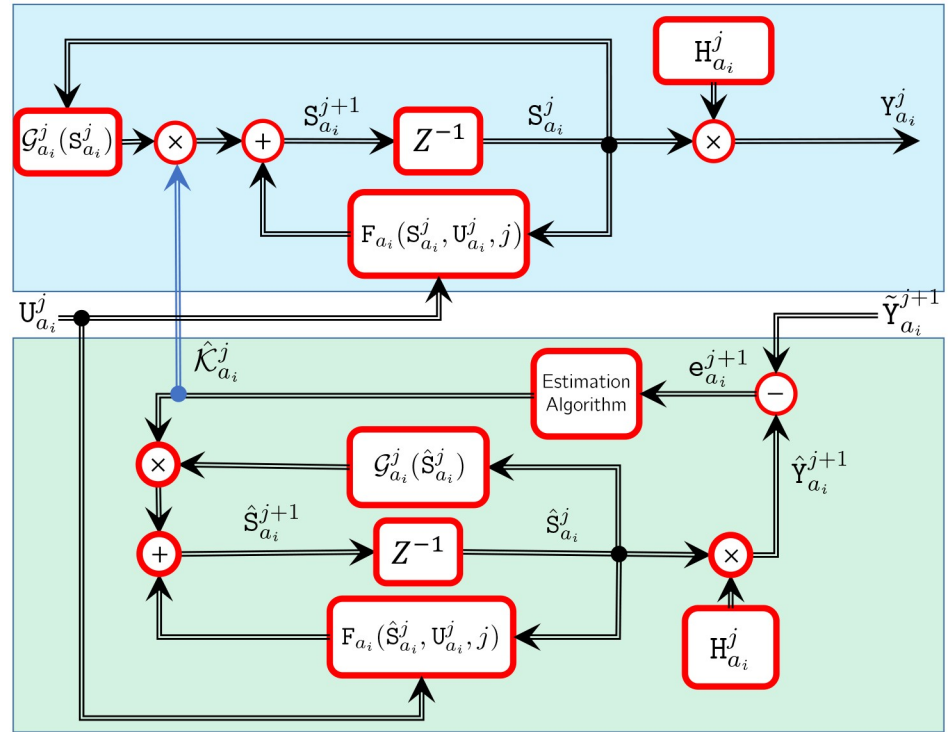 H^j_{a_i}
𝒢^j_{a_i}(S^j_{a_i})
×
+
S^{j+1}_{a_i}
Z^{-1}
S^j_{a_i}
×
Y^j_{a_i}
F_{a_i}(S^j_{a_i}, U^j_{a_i}, j)
U^j_{a_i}
Ỹ^{j+1}_{a_i}
𝒦̂^j_{a_i}
Estimation
Algorithm
e^{j+1}_{a_i}
−
×
𝒢^j_{a_i}(Ŝ^j_{a_i})
Ŷ^{j+1}_{a_i}
+
Ŝ^{j+1}_{a_i}
Z^{-1}
Ŝ^j_{a_i}
×
F_{a_i}(Ŝ^j_{a_i}, U^j_{a_i}, j)
H^j_{a_i}